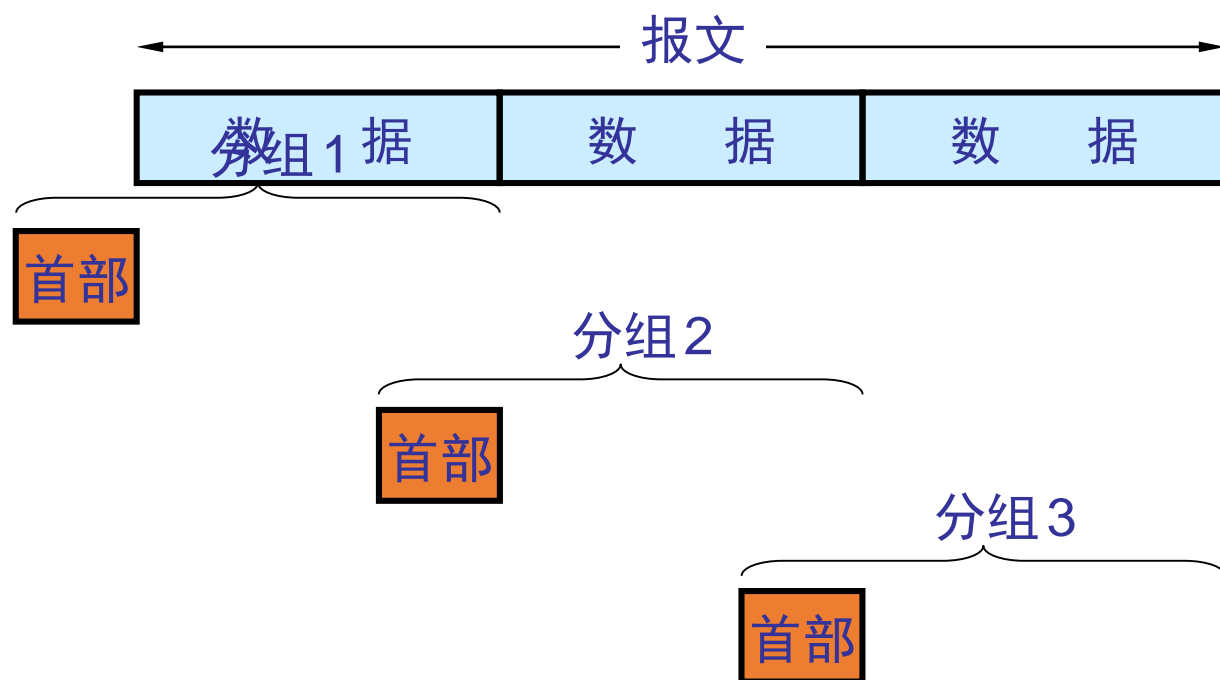 报文
数 据 数 据 数 据
分组1
首部
分组2
首部
分组3
首部